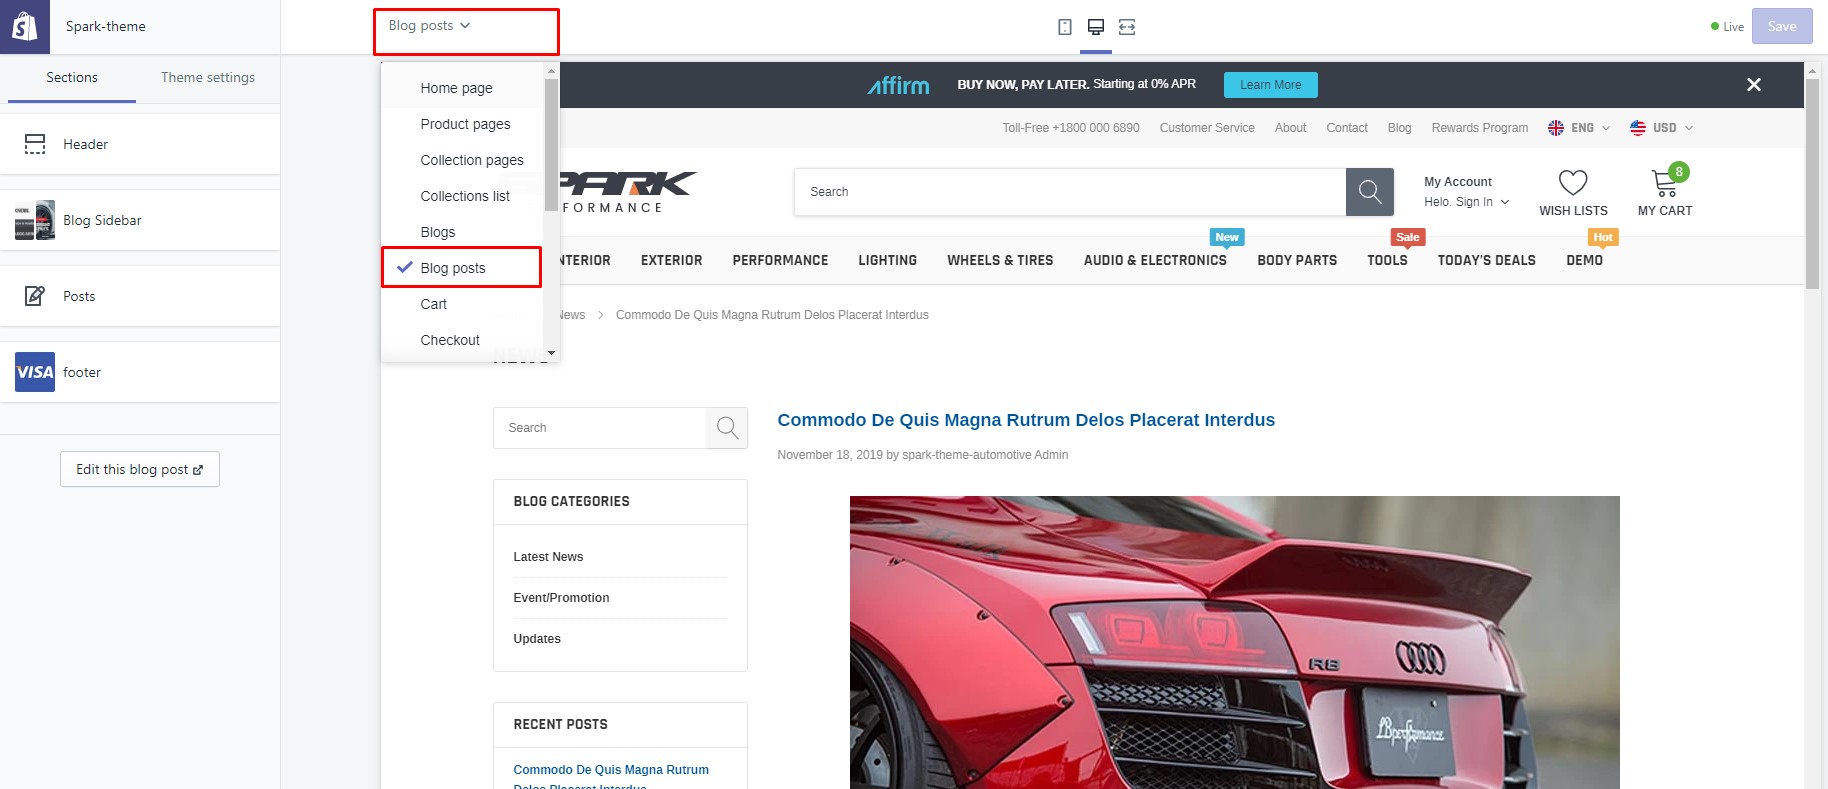 Spark-theme
Blog posts
Live
Save
Sections
Theme settings
Header
Blog Sidebar
Posts
VISA
footer
Edit this blog post
Home page
Product pages
Collection pages
Collections list
Blogs
Blog posts
Cart
Checkout
affirm
BUY NOW, PAY LATER. Starting at 0% APR
Learn More
Toll-Free +1800 000 6890
Customer Service
About
Contact
Blog
Rewards Program
ENG
USD
SPARK
FORMANCE
Search
My Account
Helo. Sign In
WISH LISTS
8
MY CART
New
Sale
Hot
NTERIOR
EXTERIOR
PERFORMANCE
LIGHTING
WHEELS & TIRES
AUDIO & ELECTRONICS
BODY PARTS
TOOLS
TODAY'S DEALS
DEMO
News
Commodo De Quis Magna Rutrum Delos Placerat Interdus
NEWS
Search
BLOG CATEGORIES
Latest News
Event/Promotion
Updates
RECENT POSTS
Commodo De Quis Magna Rutrum
Delos Placerat Interdus
Commodo De Quis Magna Rutrum Delos Placerat Interdus
November 18, 2019 by spark-theme-automotive Admin
R8
LBperformance